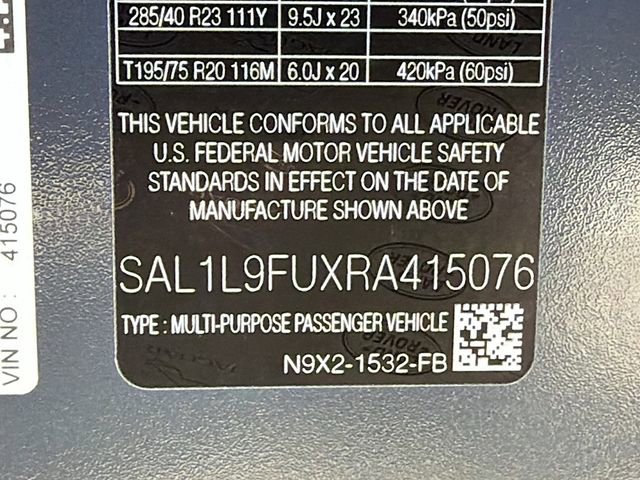 285/40 R23 111Y 9.5J x 23 340kPa (50psi)
T195/75 R20 116M 6.0J x 20 420kPa (60psi)
THIS VEHICLE CONFORMS TO ALL APPLICABLE
U.S. FEDERAL MOTOR VEHICLE SAFETY
STANDARDS IN EFFECT ON THE DATE OF
MANUFACTURE SHOWN ABOVE
SAL1L9FUXRA415076
TYPE : MULTI-PURPOSE PASSENGER VEHICLE
N9X2-1532-FB
VIN NO : 415076